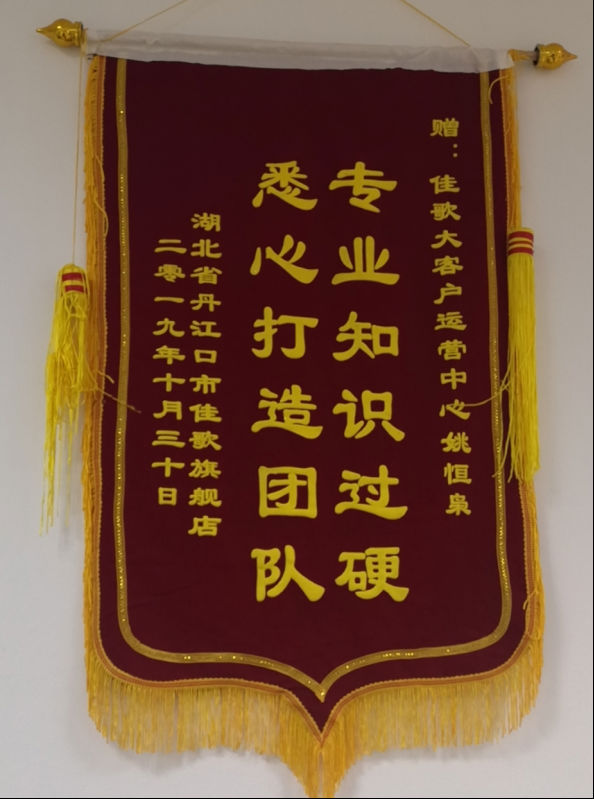 赠：佳歌大客户运营中心姚恒枭
专业知识过硬
悉心打造团队
湖北省丹江口市佳歌旗舰店
二零一九年十月三十日